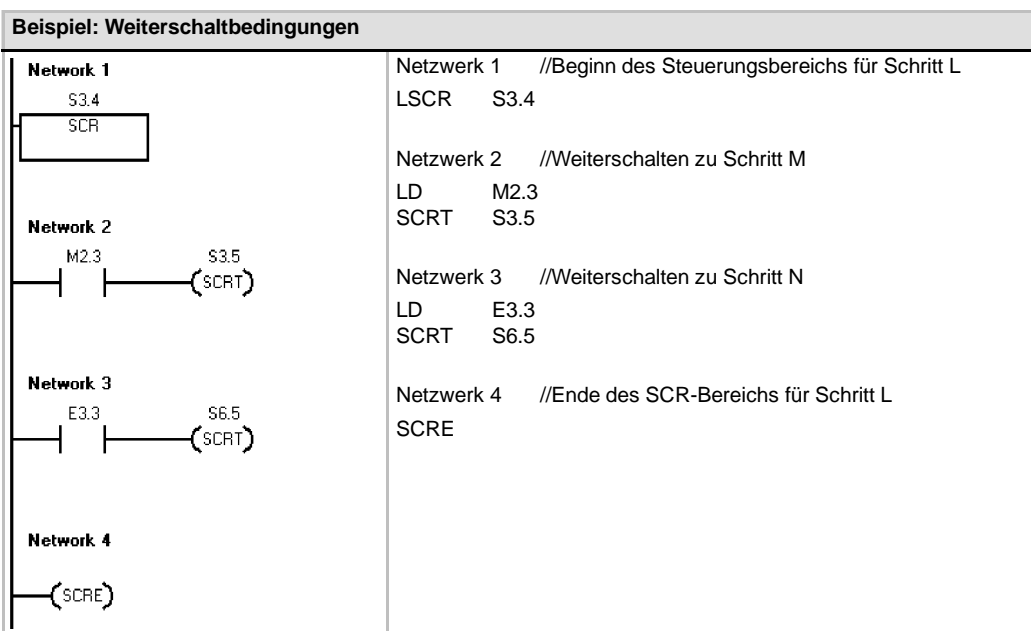 Beispiel: Weiterschaltbedingungen
Network 1
S3.4
SCR
Network 2
M2.3 S3.5
SCRT
Network 3
E3.3 S6.5
SCRT
Network 4
SCRE
Netzwerk 1 //Beginn des Steuerungsbereichs für Schritt L
LSCR S3.4
Netzwerk 2 //Weiterschalten zu Schritt M
LD M2.3
SCRT S3.5
Netzwerk 3 //Weiterschalten zu Schritt N
LD E3.3
SCRT S6.5
Netzwerk 4 //Ende des SCR-Bereichs für Schritt L
SCRE